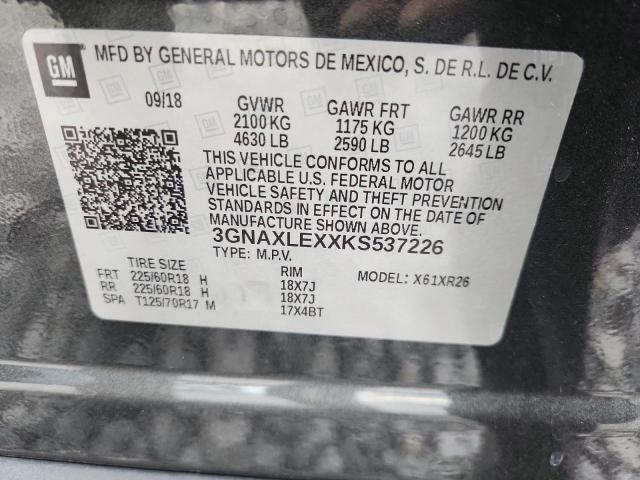 GM
MFD BY GENERAL MOTORS DE MEXICO, S. DE R.L. DE C.V.
09/18 GVWR GAWR FRT GAWR RR
2100 KG 1175 KG 1200 KG
4630 LB 2590 LB 2645 LB
THIS VEHICLE CONFORMS TO ALL
APPLICABLE U.S. FEDERAL MOTOR
VEHICLE SAFETY AND THEFT PREVENTION
STANDARDS IN EFFECT ON THE DATE OF
MANUFACTURE SHOWN ABOVE.
3GNAXLEXXKS537226
TYPE: M.P.V. MODEL: X61XR26
TIRE SIZE RIM
FRT 225/60R18 H 18X7J
RR 225/60R18 H 18X7J
SPA T125/70R17 M 17X4BT